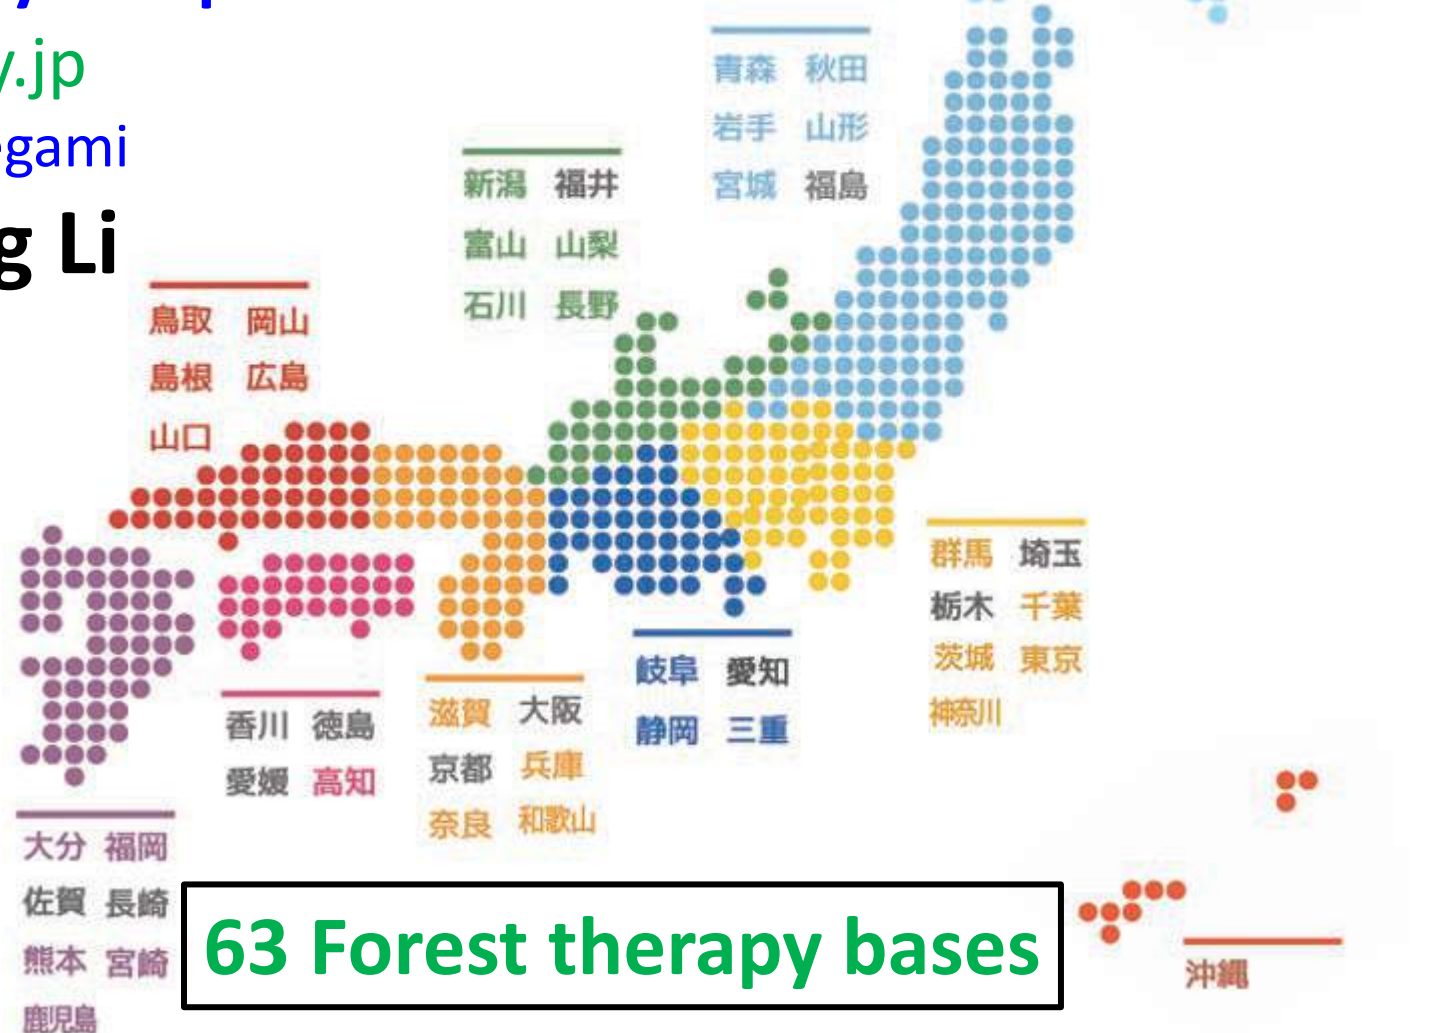 y.jp
egami
g Li
青森 秋田
岩手 山形
宮城 福島
新潟 福井
富山 山梨
石川 長野
鳥取 岡山
島根 広島
山口
群馬 埼玉
栃木 千葉
茨城 東京
神奈川
岐阜 愛知
静岡 三重
滋賀 大阪
京都 兵庫
奈良 和歌山
香川 徳島
愛媛 高知
大分 福岡
佐賀 長崎
熊本 宮崎
鹿児島
63 Forest therapy bases
沖縄